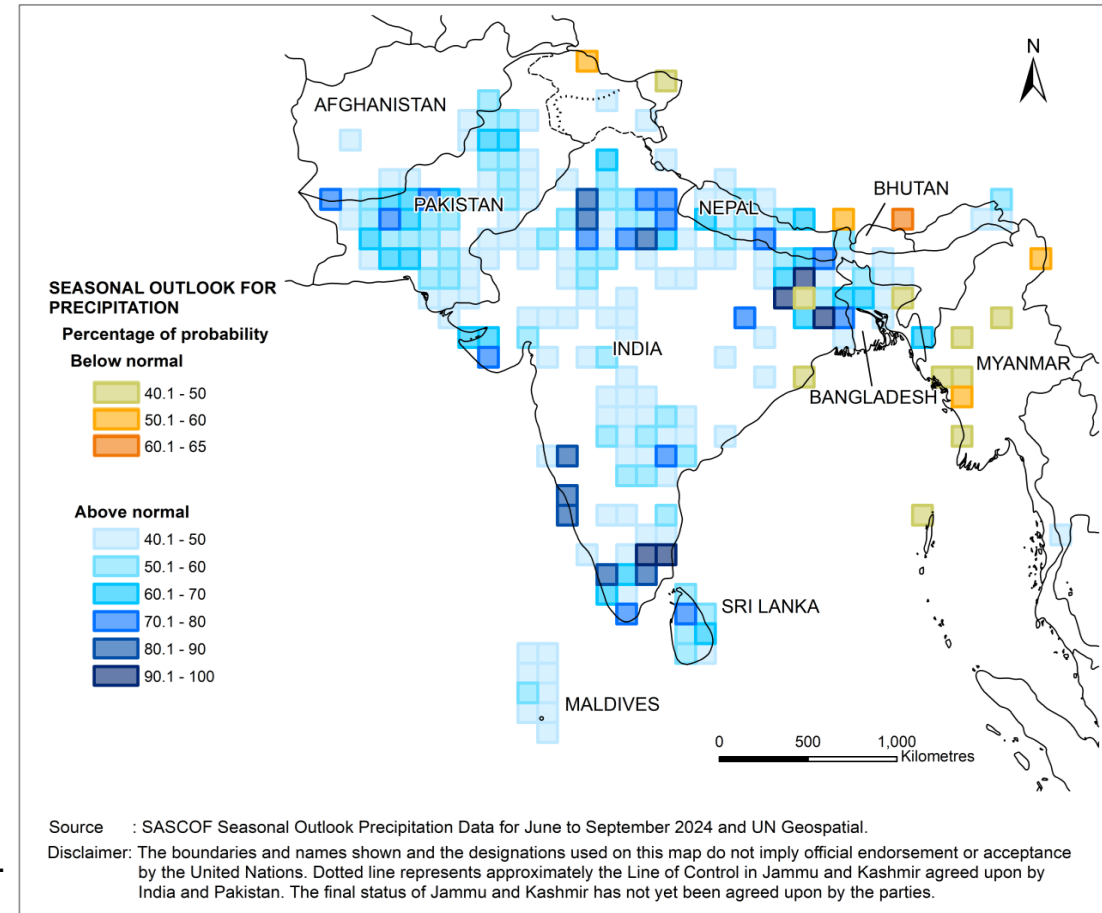 N
AFGHANISTAN
BHUTAN
PAKISTAN
NEPAL
SEASONAL OUTLOOK FOR
PRECIPITATION
Percentage of probability
Below normal
40.1 - 50
50.1 - 60
60.1 - 65
INDIA
MYANMAR
BANGLADESH
Above normal
40.1 - 50
50.1 - 60
60.1 - 70
70.1 - 80
80.1 - 90
90.1 - 100
SRI LANKA
MALDIVES
0 500 1,000
Kilometres
Source : SASCOF Seasonal Outlook Precipitation Data for June to September 2024 and UN Geospatial.
Disclaimer: The boundaries and names shown and the designations used on this map do not imply official endorsement or acceptance
by the United Nations. Dotted line represents approximately the Line of Control in Jammu and Kashmir agreed upon by
India and Pakistan. The final status of Jammu and Kashmir has not yet been agreed upon by the parties.